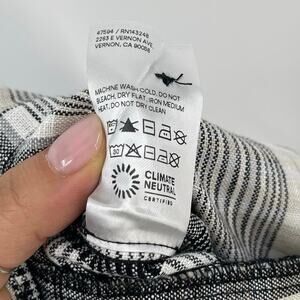 47594 / RN143248
2263 E VERNON AVE,
VERNON, CA 90058
MACHINE WASH COLD, DO NOT
BLEACH, DRY FLAT, IRON MEDIUM
HEAT, DO NOT DRY CLEAN
30
CLIMATE
NEUTRAL
CERTIFIED